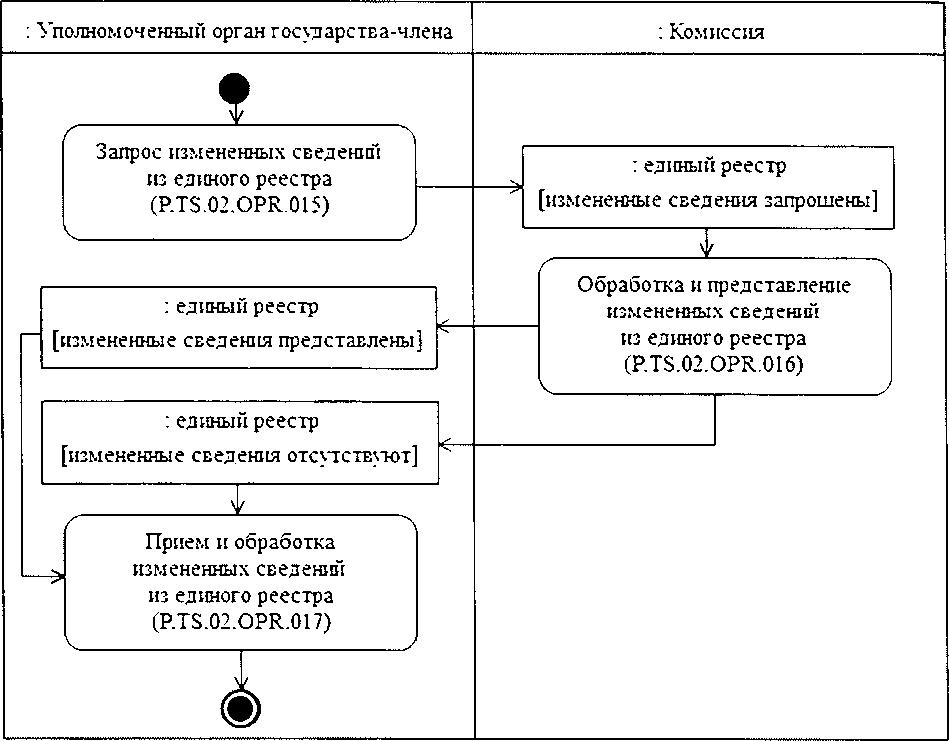 : Уполномоченный орган государства-члена
: Комиссия
Запрос измененных сведений
из единого реестра
(P.TS.02.OPR.015)
: единый реестр
[измененные сведения запрошены]
Обработка и представление
измененных сведений
из единого реестра
(P.TS.02.OPR.016)
: единый реестр
[измененные сведения представлены]
: единый реестр
[измененные сведения отсутствуют]
Прием и обработка
измененных сведений
из единого реестра
(P.TS.02.OPR.017)